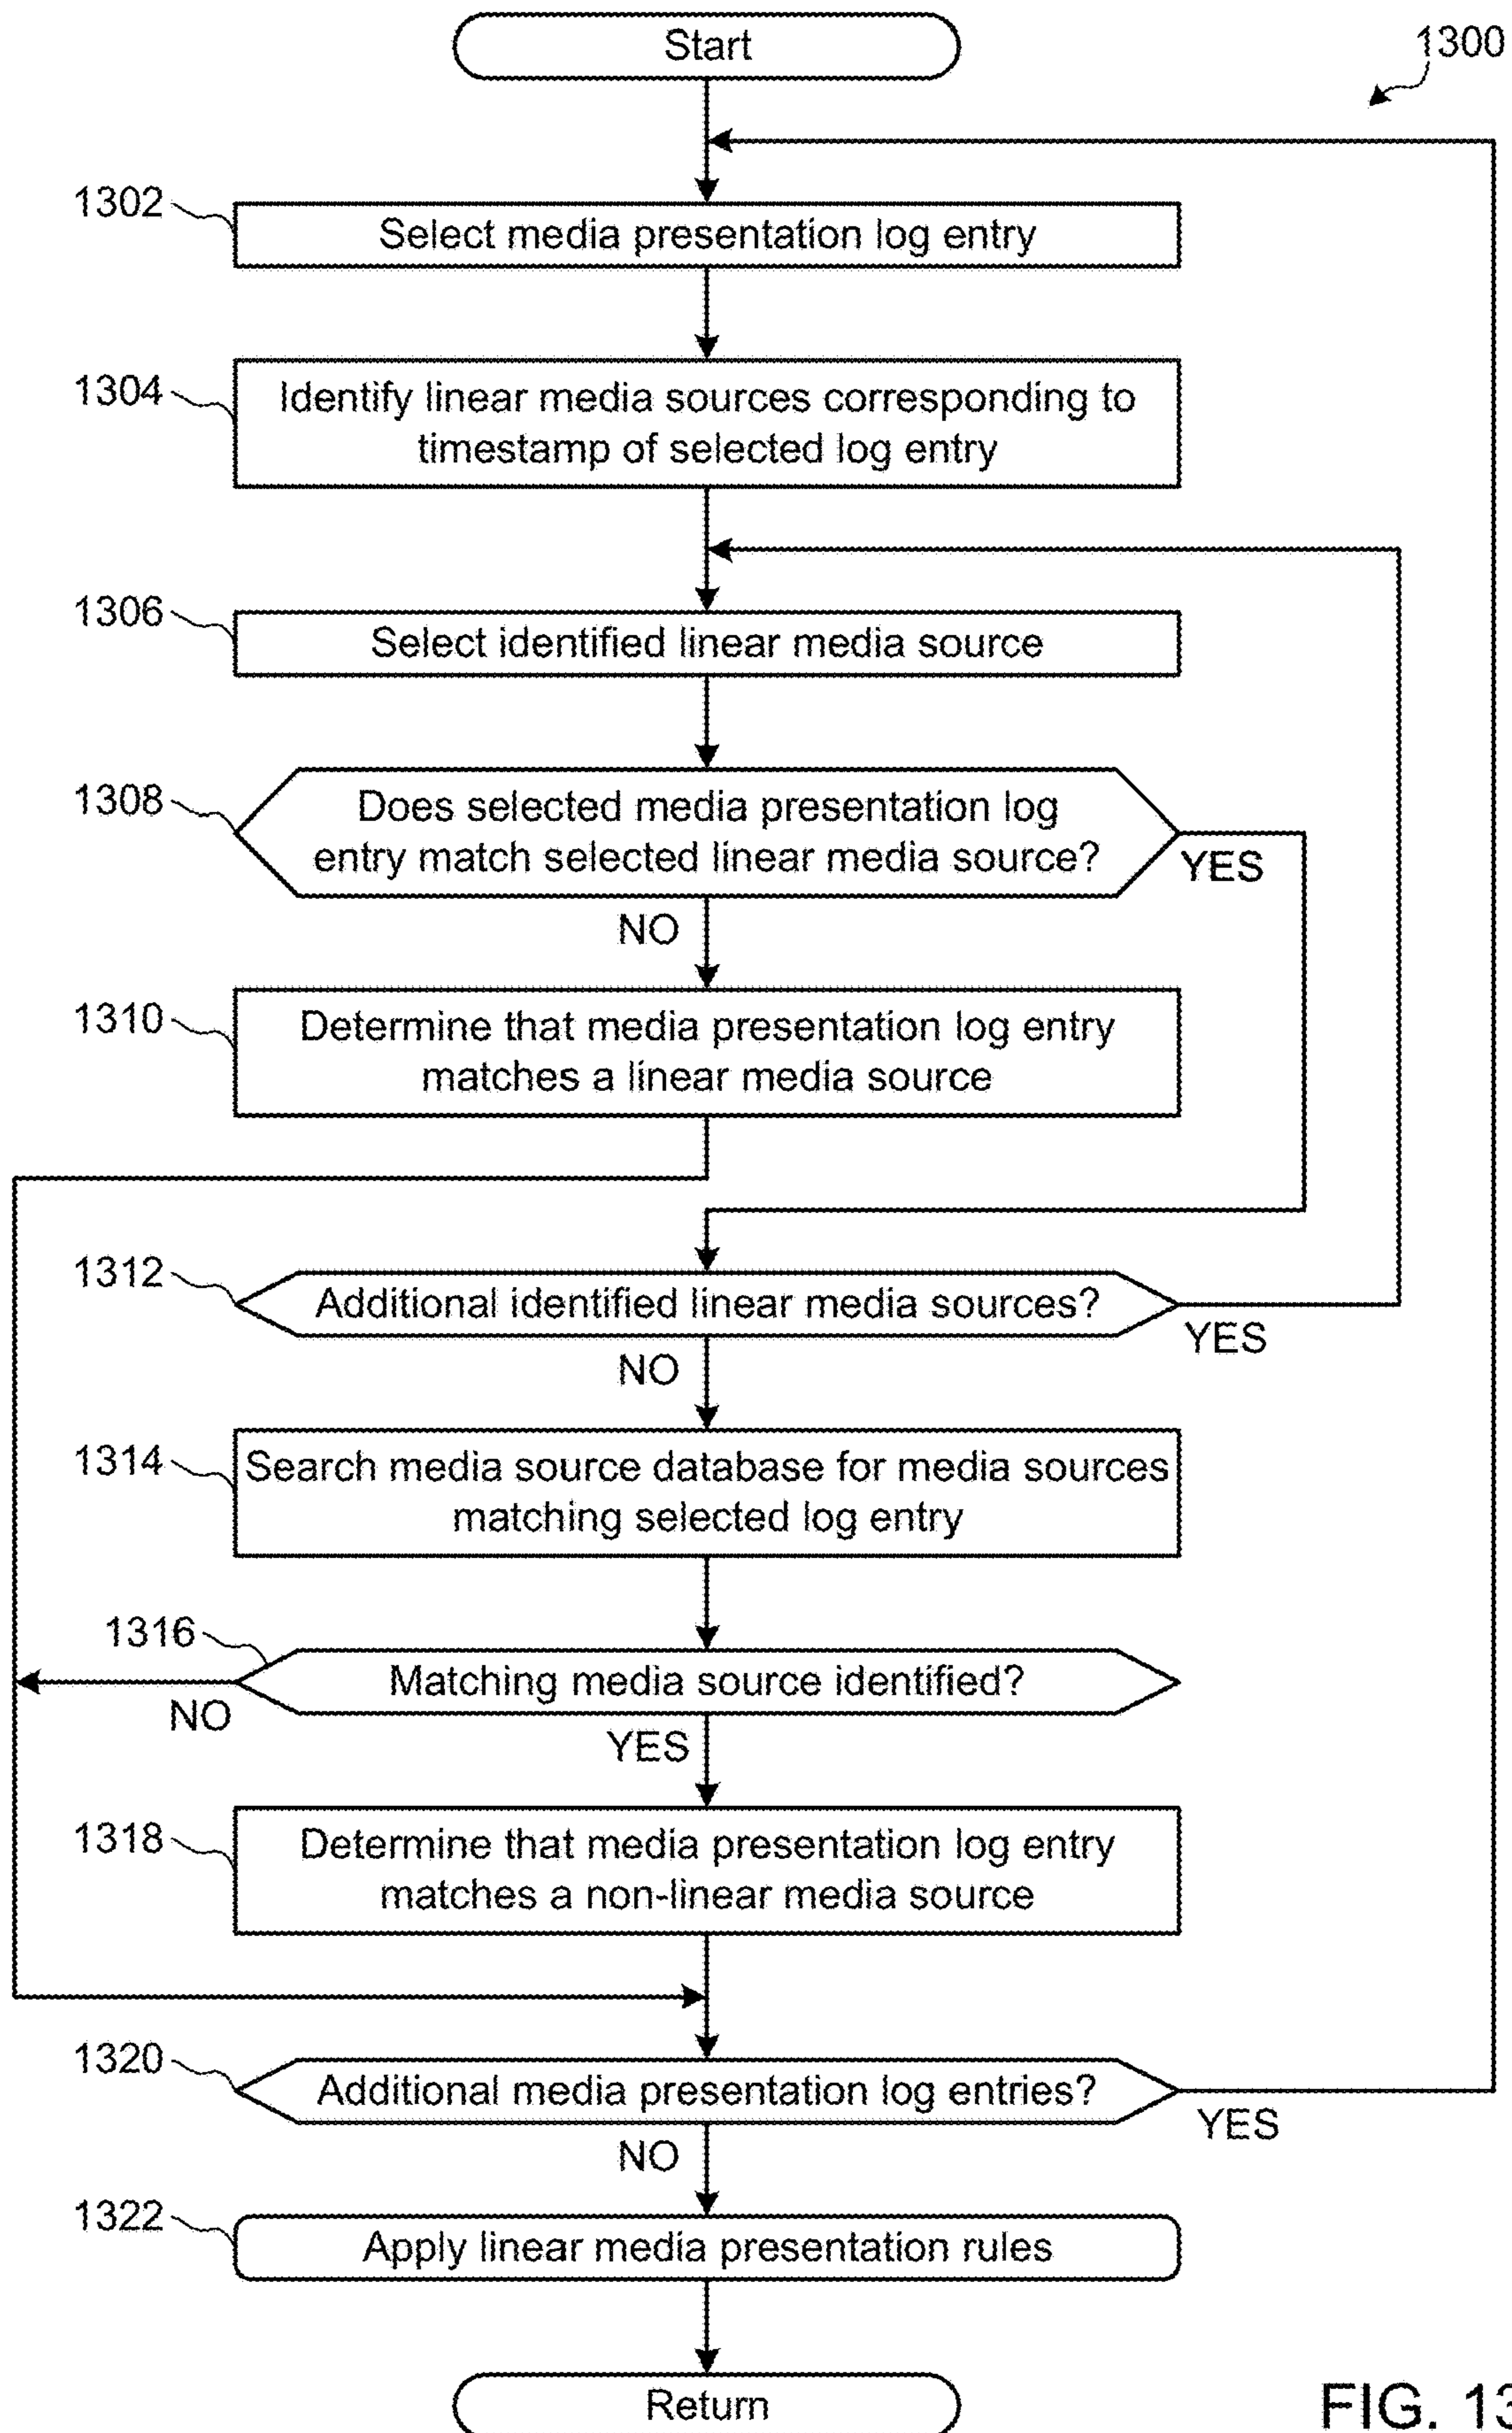 Start
1300
1302
Select media presentation log entry
1304
Identify linear media sources corresponding to
timestamp of selected log entry
1306
Select identified linear media source
1308
Does selected media presentation log
entry match selected linear media source?
YES
NO
1310
Determine that media presentation log entry
matches a linear media source
1312
Additional identified linear media sources?
YES
NO
1314
Search media source database for media sources
matching selected log entry
1316
Matching media source identified?
NO
YES
1318
Determine that media presentation log entry
matches a non-linear media source
1320
Additional media presentation log entries?
YES
NO
1322
Apply linear media presentation rules
Return
FIG. 13